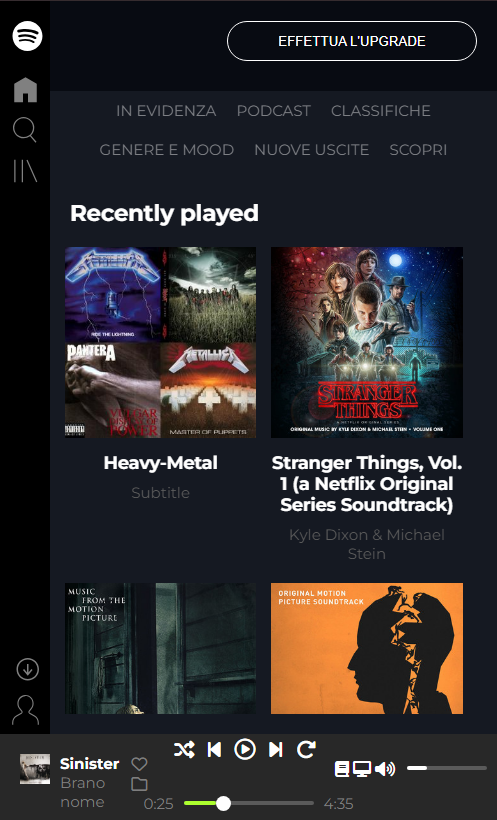 EFFETTUA L'UPGRADE
IN EVIDENZA PODCAST CLASSIFICHE
GENERE E MOOD NUOVE USCITE SCOPRI
Recently played
METALLICA
RIDE THE LIGHTNING
PANTERA
VULGAR
DISPLAY OF
POWER
METALLICA
MASTER OF PUPPETS
STRANGER
THINGS
A NETFLIX ORIGINAL SERIES
ORIGINAL MUSIC BY KYLE DIXON & MICHAEL STEIN • VOLUME ONE
Heavy-Metal
Subtitle
Stranger Things, Vol.
1 (a Netflix Original
Series Soundtrack)
Kyle Dixon & Michael
Stein
MUSIC
FROM THE
MOTION
PICTURE
ORIGINAL MOTION
PICTURE SOUNDTRACK
Sinister
Brano
nome
0:25
4:35